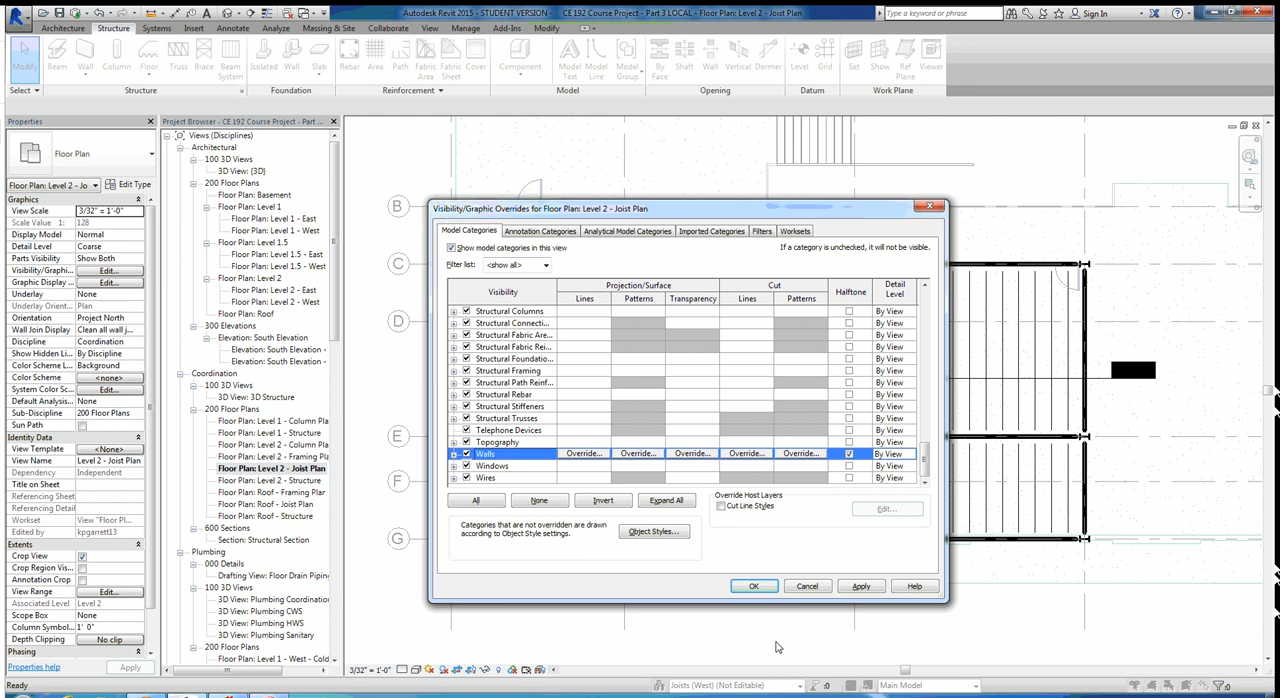 Autodesk Revit 2015 - STUDENT VERSION - CE 192 Course Project - Part 3 LOCAL - Floor Plan: Level 2 - Joist Plan
Type a keyword or phrase
Sign In
Architecture Structure Systems Insert Annotate Analyze Massing & Site Collaborate View Manage Add-Ins Modify
Modify Beam Wall Column Floor Truss Brace Beam System Isolated Wall Slab Rebar Area Path Fabric Area Fabric Sheet Cover Component Model Text Model Line Model Group By Face Shaft Wall Vertical Dormer Level Grid Set Show Ref Plane Viewer
Select Structure Foundation Reinforcement Model Opening Datum Work Plane
Properties
Floor Plan
Floor Plan: Level 2 - Jo
Edit Type
Graphics
View Scale 3/32" = 1'-0"
Scale Value 1: 128
Display Model Normal
Detail Level Coarse
Parts Visibility Show Both
Visibility/Graphi... Edit...
Graphic Display ... Edit...
Underlay None
Underlay Orient... Plan
Orientation Project North
Wall Join Display Clean all wall j...
Discipline Coordination
Show Hidden Li... By Discipline
Color Scheme L... Background
Color Scheme <none>
System Color Sc... Edit...
Default Analysis... None
Sub-Discipline 200 Floor Plans
Sun Path
Identity Data
View Template <None>
View Name Level 2 - Joist Plan
Dependency Independent
Title on Sheet
Referencing Sheet
Referencing Det...
Workset View "Floor Pl...
Edited by kpgarrett13
Extents
Crop View
Crop Region Vis...
Annotation Crop
View Range Edit...
Associated Level Level 2
Scope Box None
Column Symbol... 1' 0"
Depth Clipping No clip
Phasing
Properties help
Apply
Project Browser - CE 192 Course Project - Part ...
Views (Disciplines)
Architectural
100 3D Views
3D View: {3D}
200 Floor Plans
Floor Plan: Basement
Floor Plan: Level 1
Floor Plan: Level 1 - East
Floor Plan: Level 1 - West
Floor Plan: Level 1.5
Floor Plan: Level 1.5 - East
Floor Plan: Level 1.5 - West
Floor Plan: Level 2
Floor Plan: Level 2 - East
Floor Plan: Level 2 - West
Floor Plan: Roof
300 Elevations
Elevation: South Elevation
Elevation: South Elevation -
Elevation: South Elevation -
Coordination
100 3D Views
3D View: 3D Structure
200 Floor Plans
Floor Plan: Level 1 - Column Pla
Floor Plan: Level 1 - Structure
Floor Plan: Level 2 - Column Pla
Floor Plan: Level 2 - Framing Pla
Floor Plan: Level 2 - Joist Plan
Floor Plan: Level 2 - Structure
Floor Plan: Roof - Framing Plar
Floor Plan: Roof - Joist Plan
Floor Plan: Roof - Structure
600 Sections
Section: Structural Section
Plumbing
000 Details
Drafting View: Floor Drain Piping
100 3D Views
3D View: Plumbing Coordination
3D View: Plumbing CWS
3D View: Plumbing HWS
3D View: Plumbing Sanitary
200 Floor Plans
Floor Plan: Level 1 - West - Cold
B
C
D
E
F
G
Visibility/Graphic Overrides for Floor Plan: Level 2 - Joist Plan
Model Categories Annotation Categories Analytical Model Categories Imported Categories Filters Worksets
Show model categories in this view
If a category is unchecked, it will not be visible.
Filter list: <show all>
Visibility Projection/Surface Cut Halftone Detail Level
Lines Patterns Transparency Lines Patterns
Structural Columns By View
Structural Connecti... By View
Structural Fabric Are... By View
Structural Fabric Rei... By View
Structural Foundatio... By View
Structural Framing By View
Structural Path Reinf... By View
Structural Rebar By View
Structural Stiffeners By View
Structural Trusses By View
Telephone Devices By View
Topography By View
Walls Override... Override... Override... Override... Override... By View
Windows By View
Wires By View
All None Invert Expand All
Override Host Layers
Cut Line Styles
Edit...
Categories that are not overridden are drawn
according to Object Style settings.
Object Styles...
OK Cancel Apply Help
3/32" = 1'-0"
Ready
Joists (West) (Not Editable)
:0
Main Model
:0